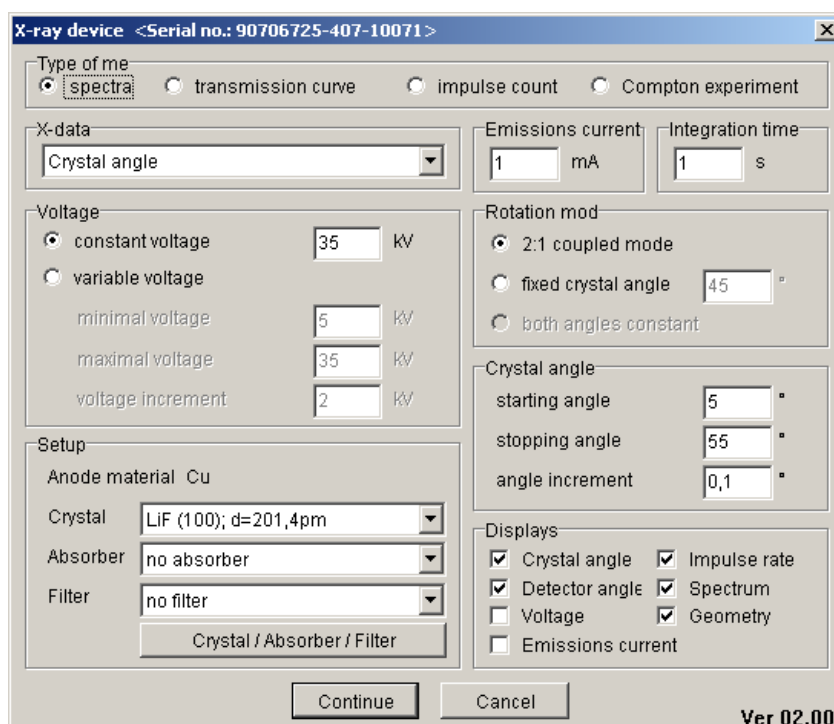 X-ray device <Serial no.: 90706725-407-10071>
Type of me
spectra transmission curve impulse count Compton experiment
X-data
Crystal angle
Emissions current
1 mA
Integration time
1 s
Voltage
constant voltage 35 kV
variable voltage
minimal voltage 5 kV
maximal voltage 35 kV
voltage increment 2 kV
Rotation mod
2:1 coupled mode
fixed crystal angle 45 °
both angles constant
Crystal angle
starting angle 5 °
stopping angle 55 °
angle increment 0,1 °
Setup
Anode material Cu
Crystal LiF (100); d=201,4pm
Absorber no absorber
Filter no filter
Crystal / Absorber / Filter
Displays
Crystal angle Impulse rate
Detector angle Spectrum
Voltage Geometry
Emissions current
Continue Cancel
Ver 02.00